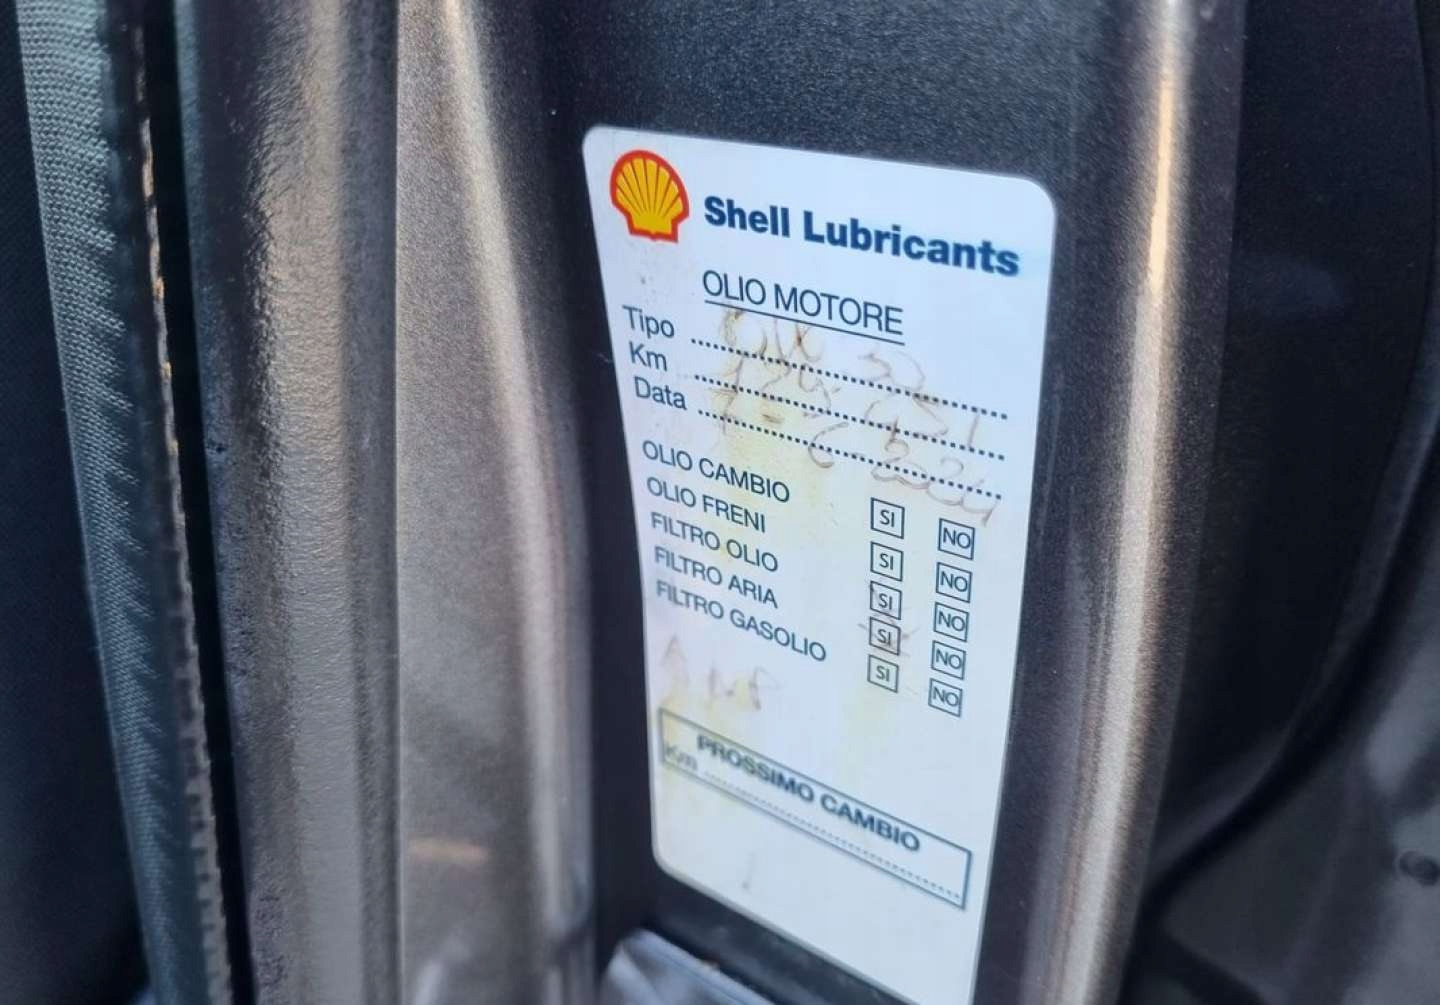 Shell Lubricants
OLIO MOTORE
Tipo
Km
Data
OLIO CAMBIO SI NO
OLIO FRENI SI NO
FILTRO OLIO SI NO
FILTRO ARIA SI NO
FILTRO GASOLIO SI NO
PROSSIMO CAMBIO
Km